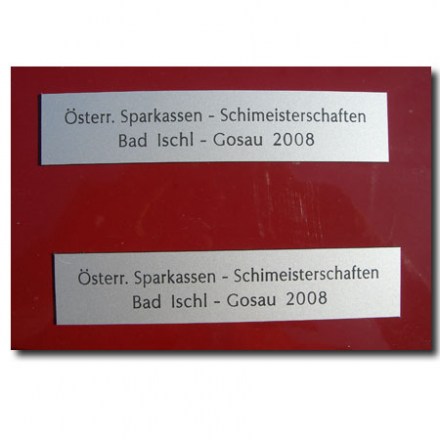 Österr. Sparkassen - Schimeisterschaften
Bad Ischl - Gosau 2008
Österr. Sparkassen - Schimeisterschaften
Bad Ischl - Gosau 2008